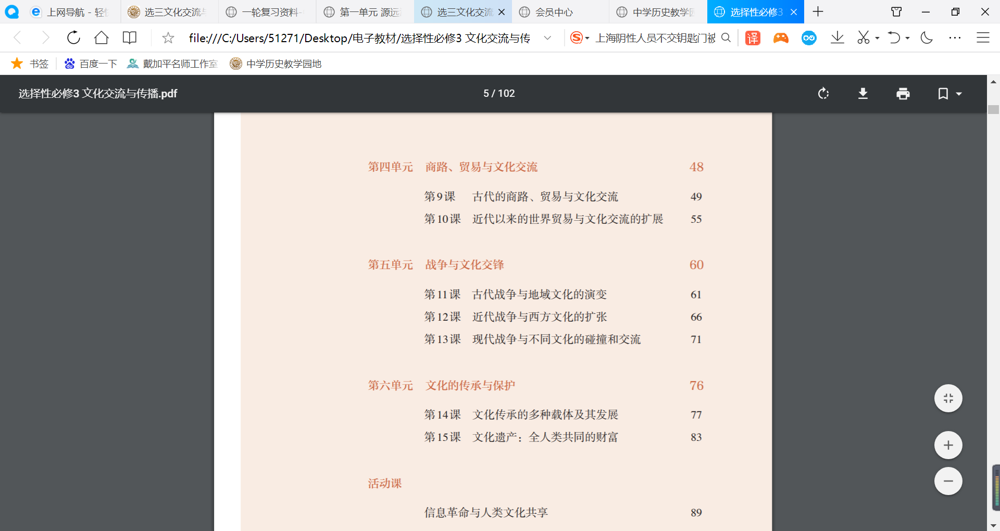 上网导航 - 轻
选三文化交流
一轮复习资料-
第一单元 源远
选三文化交流
会员中心
中学历史教学园
选择性必修3
file:///C:/Users/51271/Desktop/电子教材/选择性必修3 文化交流与传
上海阴性人员不交钥匙门被
译
书签
百度一下
戴加平名师工作室
中学历史教学园地
选择性必修3 文化交流与传播.pdf
5 / 102
第四单元 商路、贸易与文化交流 48
第9课 古代的商路、贸易与文化交流 49
第10课 近代以来的世界贸易与文化交流的扩展 55
第五单元 战争与文化交锋 60
第11课 古代战争与地域文化的演变 61
第12课 近代战争与西方文化的扩张 66
第13课 现代战争与不同文化的碰撞和交流 71
第六单元 文化的传承与保护 76
第14课 文化传承的多种载体及其发展 77
第15课 文化遗产：全人类共同的财富 83
活动课
信息革命与人类文化共享 89